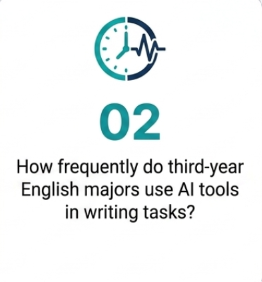 02
How frequently do third-year
English majors use AI tools
in writing tasks?